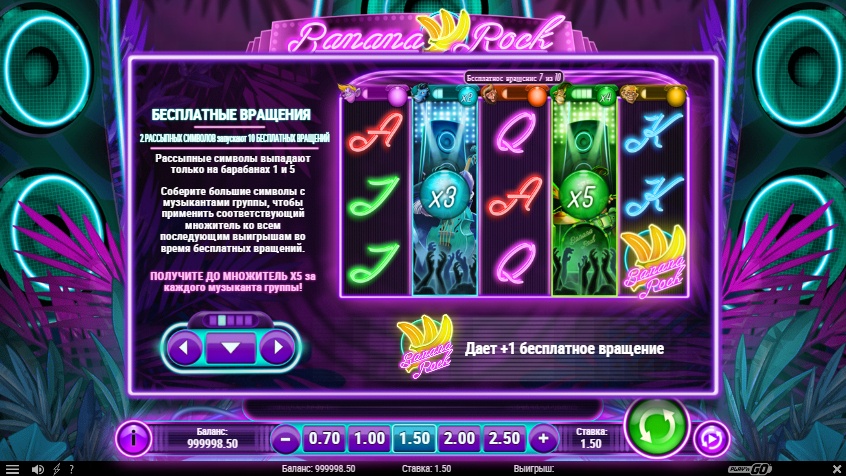 Banana Rock
Бесплатное вращение 7 из 10
БЕСПЛАТНЫЕ ВРАЩЕНИЯ
2 РАССЫПНЫХ СИМВОЛОВ запускает 10 БЕСПЛАТНЫХ ВРАЩЕНИЙ
Рассыпные символы выпадают
только на барабанах 1 и 5
Соберите большие символы с
музыкантами группы, чтобы
применить соответствующий
множитель ко всем
последующим выигрышам во
время бесплатных вращений.
ПОЛУЧИТЕ ДО МНОЖИТЕЛЬ X5 за
каждого музыканта группы!
x2 x4
A Q K
J x3 A x5 K
J Q Banana Rock
Banana Rock
Дает +1 бесплатное вращение
Баланс:
999998.50
– 0.70 1.00 1.50 2.00 2.50 +
Ставка:
1.50
? Баланс: 999998.50 Ставка: 1.50 Выигрыш: PLAY'N GO